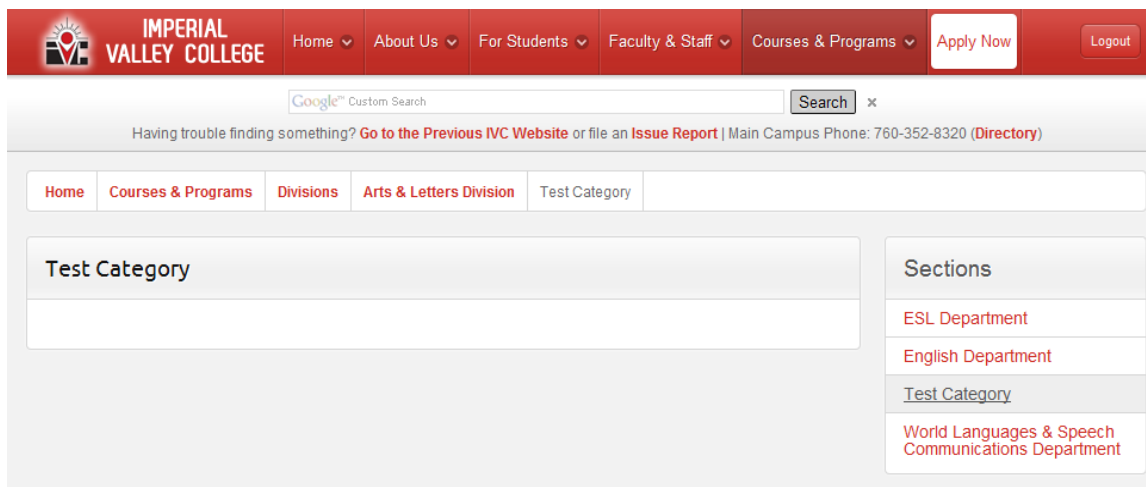 IMPERIAL
VALLEY COLLEGE
Home About Us For Students Faculty & Staff Courses & Programs Apply Now Logout
Google™ Custom Search Search ×
Having trouble finding something? Go to the Previous IVC Website or file an Issue Report | Main Campus Phone: 760-352-8320 (Directory)
Home Courses & Programs Divisions Arts & Letters Division Test Category
Test Category
Sections
ESL Department
English Department
Test Category
World Languages & Speech
Communications Department